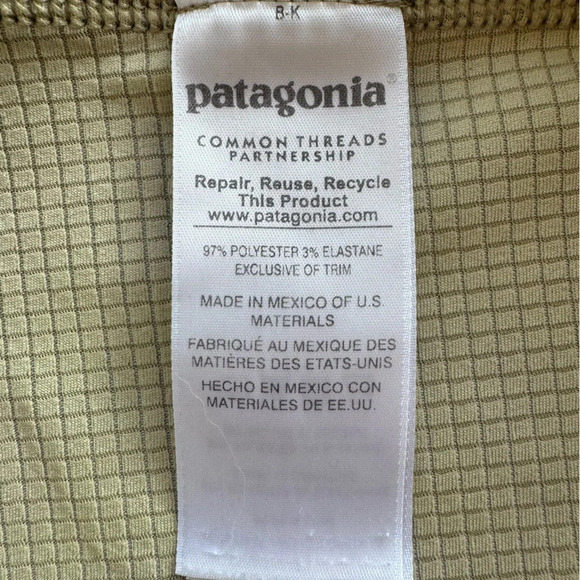 B-K
patagonia®
COMMON THREADS
PARTNERSHIP
Repair, Reuse, Recycle
This Product
www.patagonia.com
97% POLYESTER 3% ELASTANE
EXCLUSIVE OF TRIM
MADE IN MEXICO OF U.S.
MATERIALS
FABRIQUÉ AU MEXIQUE DES
MATIÈRES DES ETATS-UNIS
HECHO EN MEXICO CON
MATERIALES DE EE.UU.